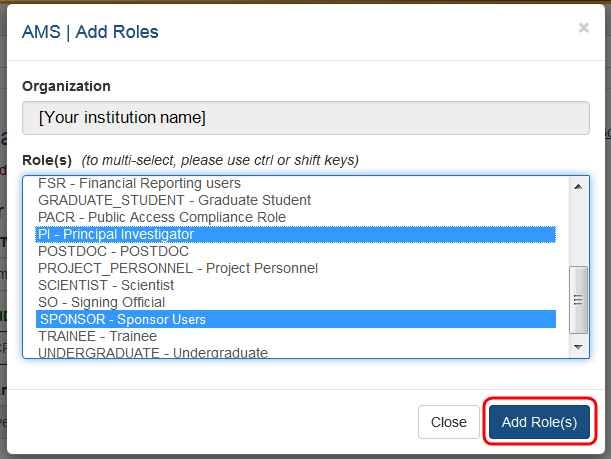 AMS | Add Roles
×
Organization
[Your institution name]
Role(s) (to multi-select, please use ctrl or shift keys)
FSR - Financial Reporting users
GRADUATE_STUDENT - Graduate Student
PACR - Public Access Compliance Role
PI - Principal Investigator
POSTDOC - POSTDOC
PROJECT_PERSONNEL - Project Personnel
SCIENTIST - Scientist
SO - Signing Official
SPONSOR - Sponsor Users
TRAINEE - Trainee
UNDERGRADUATE - Undergraduate
Close
Add Role(s)